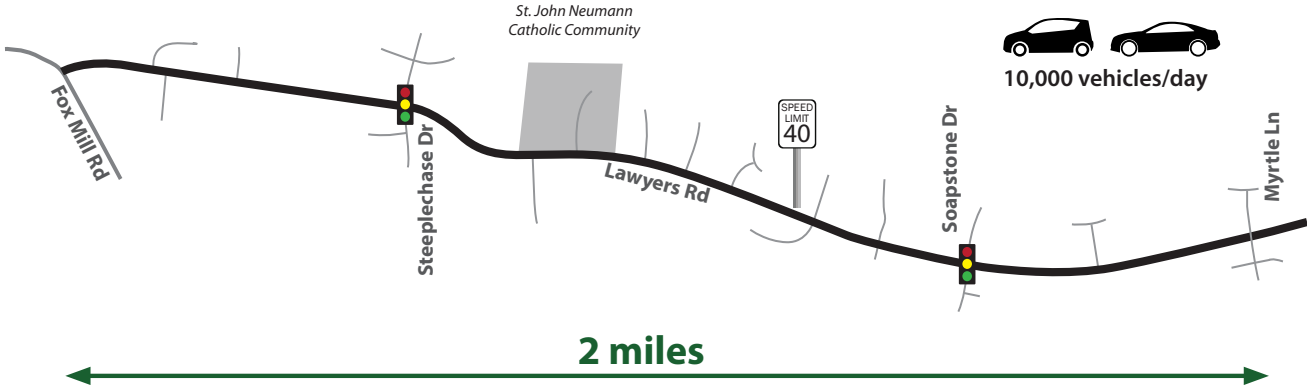 St. John Neumann
Catholic Community
10,000 vehicles/day
Fox Mill Rd
Steeplechase Dr
Lawyers Rd
SPEED
LIMIT
40
Soapstone Dr
Myrtle Ln
2 miles